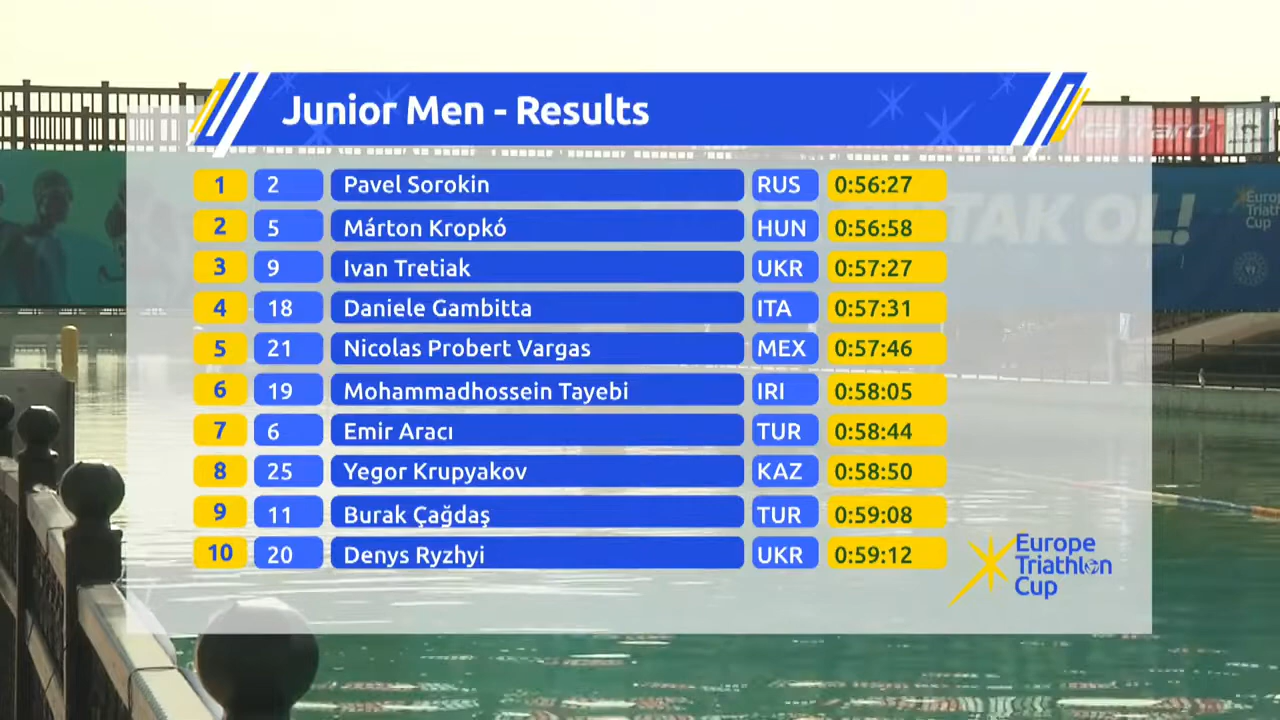 Junior Men - Results
1 2 Pavel Sorokin RUS 0:56:27
2 5 Márton Kropkó HUN 0:56:58
3 9 Ivan Tretiak UKR 0:57:27
4 18 Daniele Gambitta ITA 0:57:31
5 21 Nicolas Probert Vargas MEX 0:57:46
6 19 Mohammadhossein Tayebi IRI 0:58:05
7 6 Emir Aracı TUR 0:58:44
8 25 Yegor Krupyakov KAZ 0:58:50
9 11 Burak Çağdaş TUR 0:59:08
10 20 Denys Ryzhyi UKR 0:59:12
Europe
Triathlon
Cup
carraro
TAK OL!